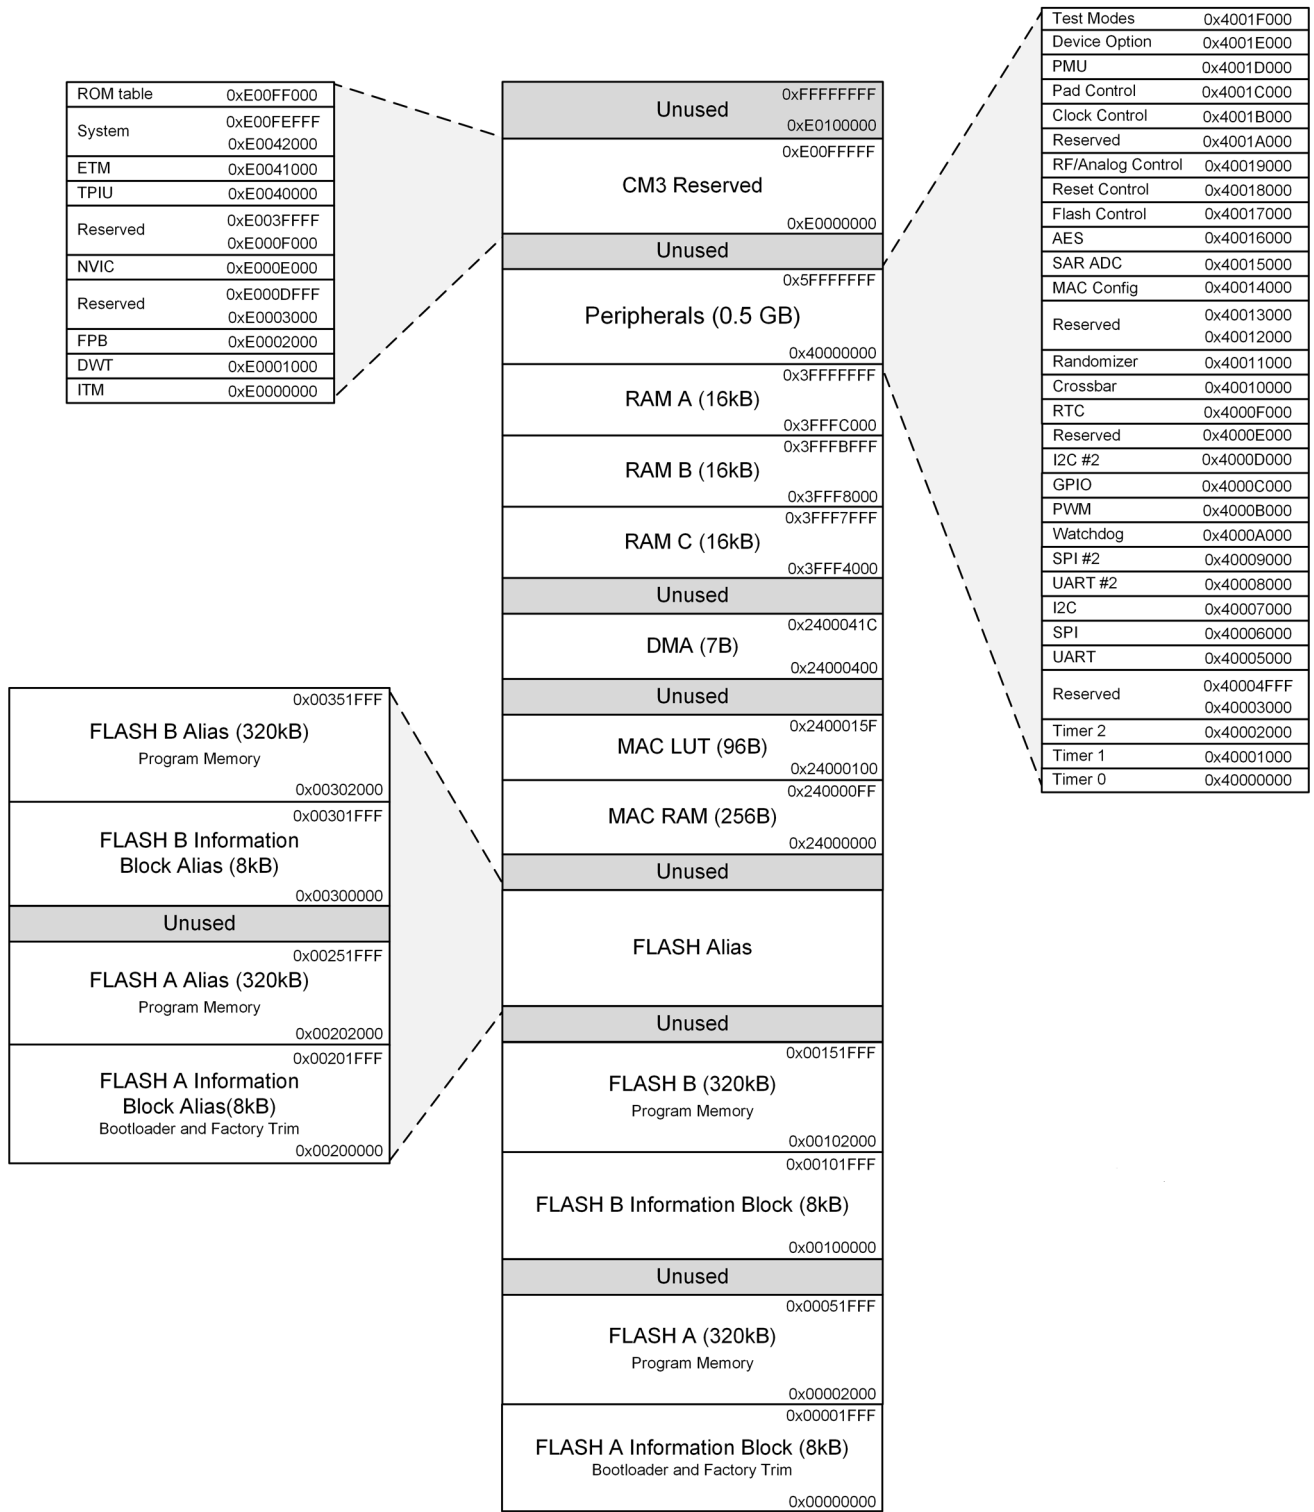 ROM table 0xE00FF000
System 0xE00FEFFF
0xE0042000
ETM 0xE0041000
TPIU 0xE0040000
Reserved 0xE003FFFF
0xE000F000
NVIC 0xE000E000
Reserved 0xE000DFFF
0xE0003000
FPB 0xE0002000
DWT 0xE0001000
ITM 0xE0000000
0x00351FFF
FLASH B Alias (320kB)
Program Memory
0x00302000
0x00301FFF
FLASH B Information
Block Alias (8kB)
0x00300000
Unused
0x00251FFF
FLASH A Alias (320kB)
Program Memory
0x00202000
0x00201FFF
FLASH A Information
Block Alias(8kB)
Bootloader and Factory Trim
0x00200000
0xFFFFFFFF
Unused
0xE0100000
0xE00FFFFF
CM3 Reserved
0xE0000000
Unused
0x5FFFFFFF
Peripherals (0.5 GB)
0x40000000
0x3FFFFFFF
RAM A (16kB)
0x3FFFC000
0x3FFFBFFF
RAM B (16kB)
0x3FFF8000
0x3FFF7FFF
RAM C (16kB)
0x3FFF4000
Unused
0x2400041C
DMA (7B)
0x24000400
Unused
0x2400015F
MAC LUT (96B)
0x24000100
0x240000FF
MAC RAM (256B)
0x24000000
Unused
FLASH Alias
Unused
0x00151FFF
FLASH B (320kB)
Program Memory
0x00102000
0x00101FFF
FLASH B Information Block (8kB)
0x00100000
Unused
0x00051FFF
FLASH A (320kB)
Program Memory
0x00002000
0x00001FFF
FLASH A Information Block (8kB)
Bootloader and Factory Trim
0x00000000
Test Modes 0x4001F000
Device Option 0x4001E000
PMU 0x4001D000
Pad Control 0x4001C000
Clock Control 0x4001B000
Reserved 0x4001A000
RF/Analog Control 0x40019000
Reset Control 0x40018000
Flash Control 0x40017000
AES 0x40016000
SAR ADC 0x40015000
MAC Config 0x40014000
Reserved 0x40013000
0x40012000
Randomizer 0x40011000
Crossbar 0x40010000
RTC 0x4000F000
Reserved 0x4000E000
I2C #2 0x4000D000
GPIO 0x4000C000
PWM 0x4000B000
Watchdog 0x4000A000
SPI #2 0x40009000
UART #2 0x40008000
I2C 0x40007000
SPI 0x40006000
UART 0x40005000
Reserved 0x40004FFF
0x40003000
Timer 2 0x40002000
Timer 1 0x40001000
Timer 0 0x40000000